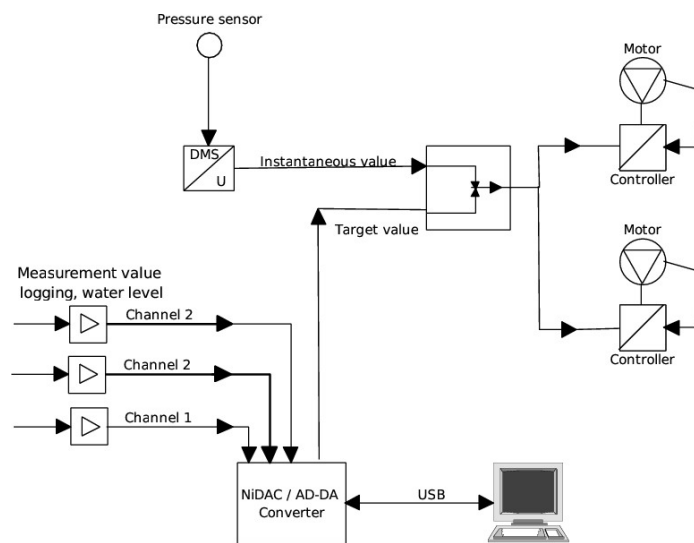 Pressure sensor
DMS
U
Instantaneous value
Target value
Motor
Controller
Motor
Controller
Measurement value
logging, water level
Channel 2
Channel 2
Channel 1
NiDAC / AD-DA
Converter
USB